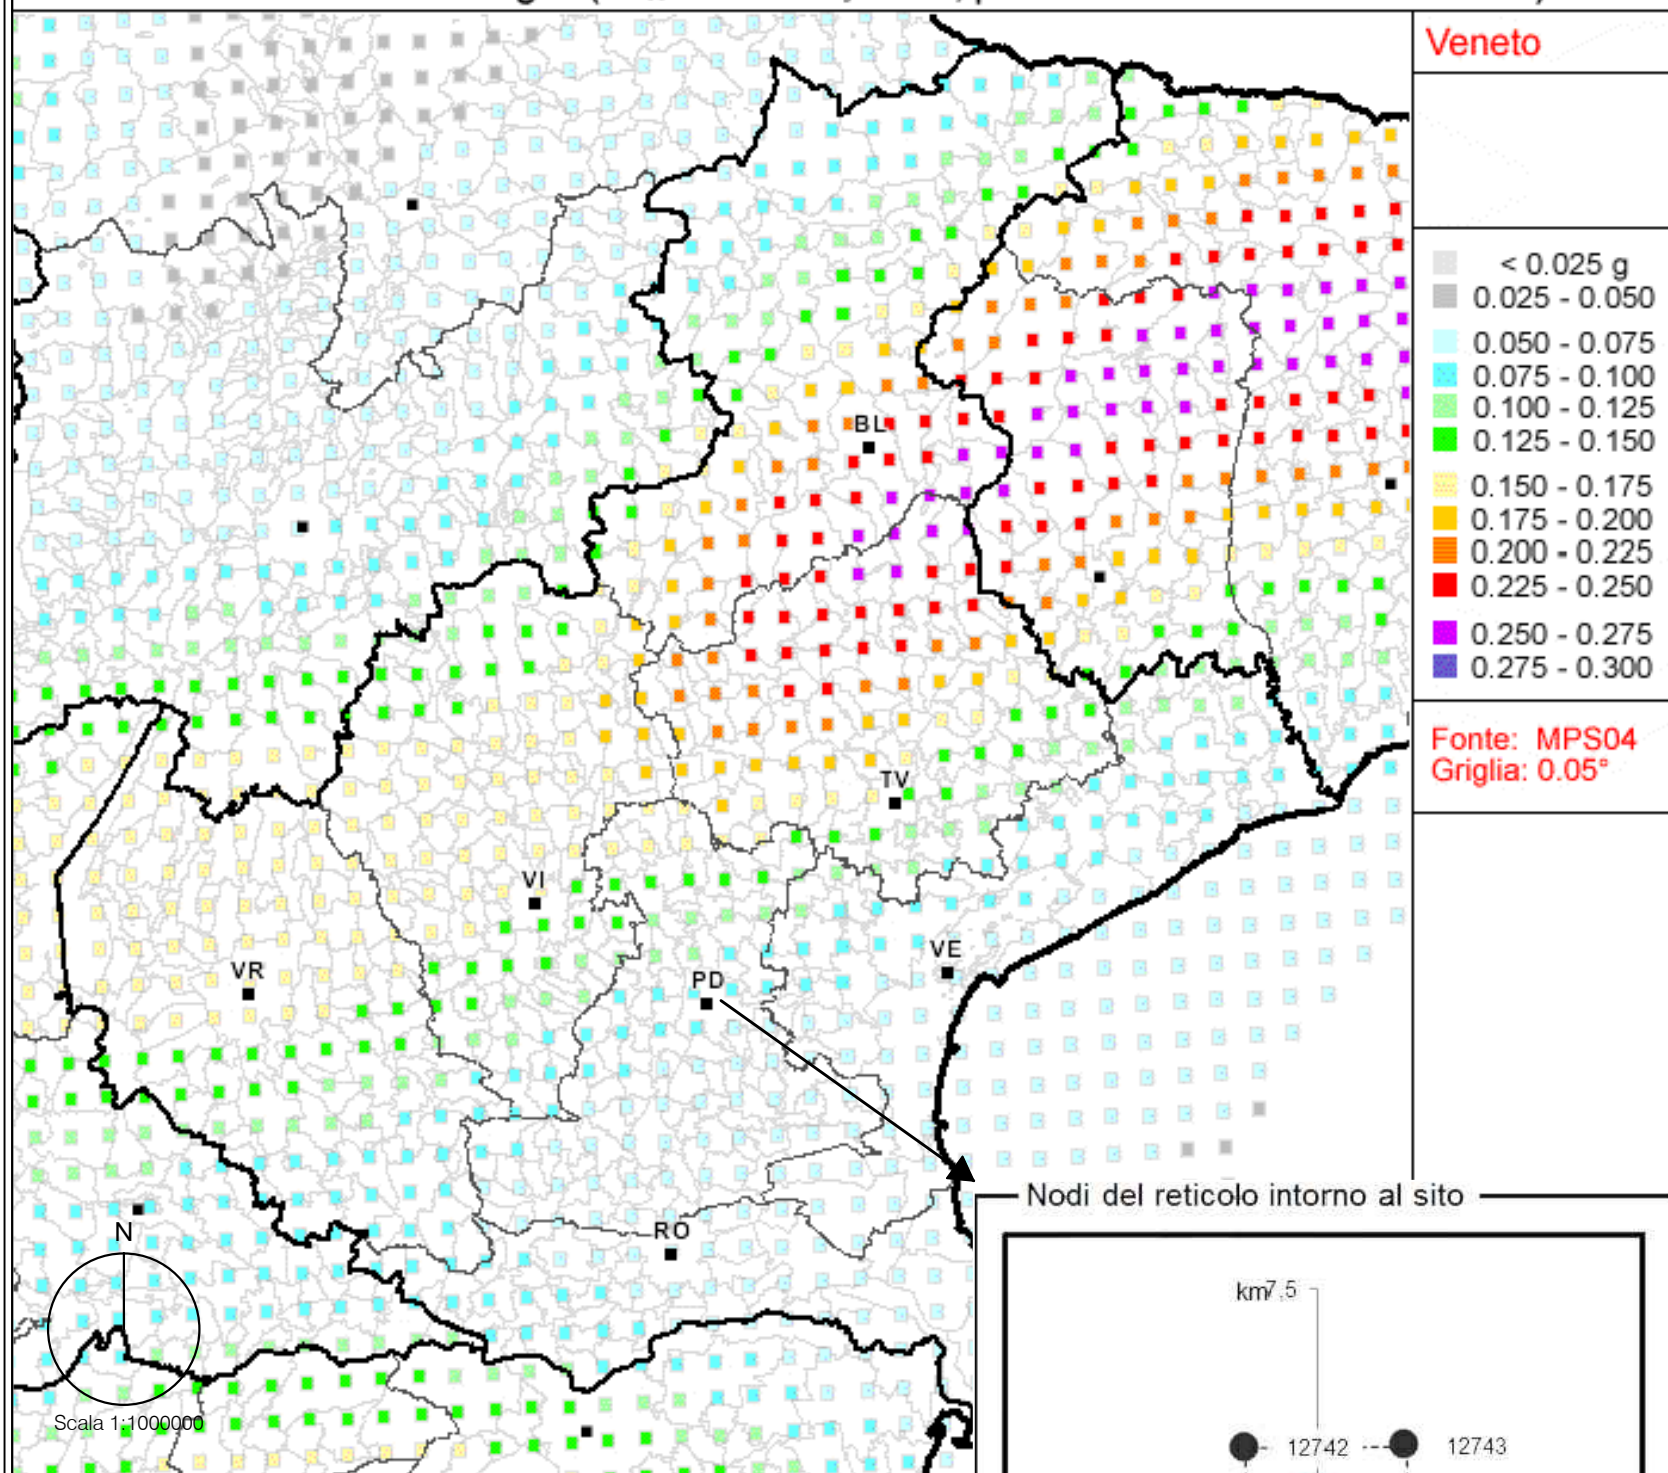 Veneto
< 0.025 g
0.025 - 0.050
0.050 - 0.075
0.075 - 0.100
0.100 - 0.125
0.125 - 0.150
0.150 - 0.175
0.175 - 0.200
0.200 - 0.225
0.225 - 0.250
0.250 - 0.275
0.275 - 0.300
Fonte: MPS04
Griglia: 0.05°
BL
TV
VI
VE
VR
PD
RO
N
Scala 1:1000000
Nodi del reticolo intorno al sito
km7.5
12742
12743